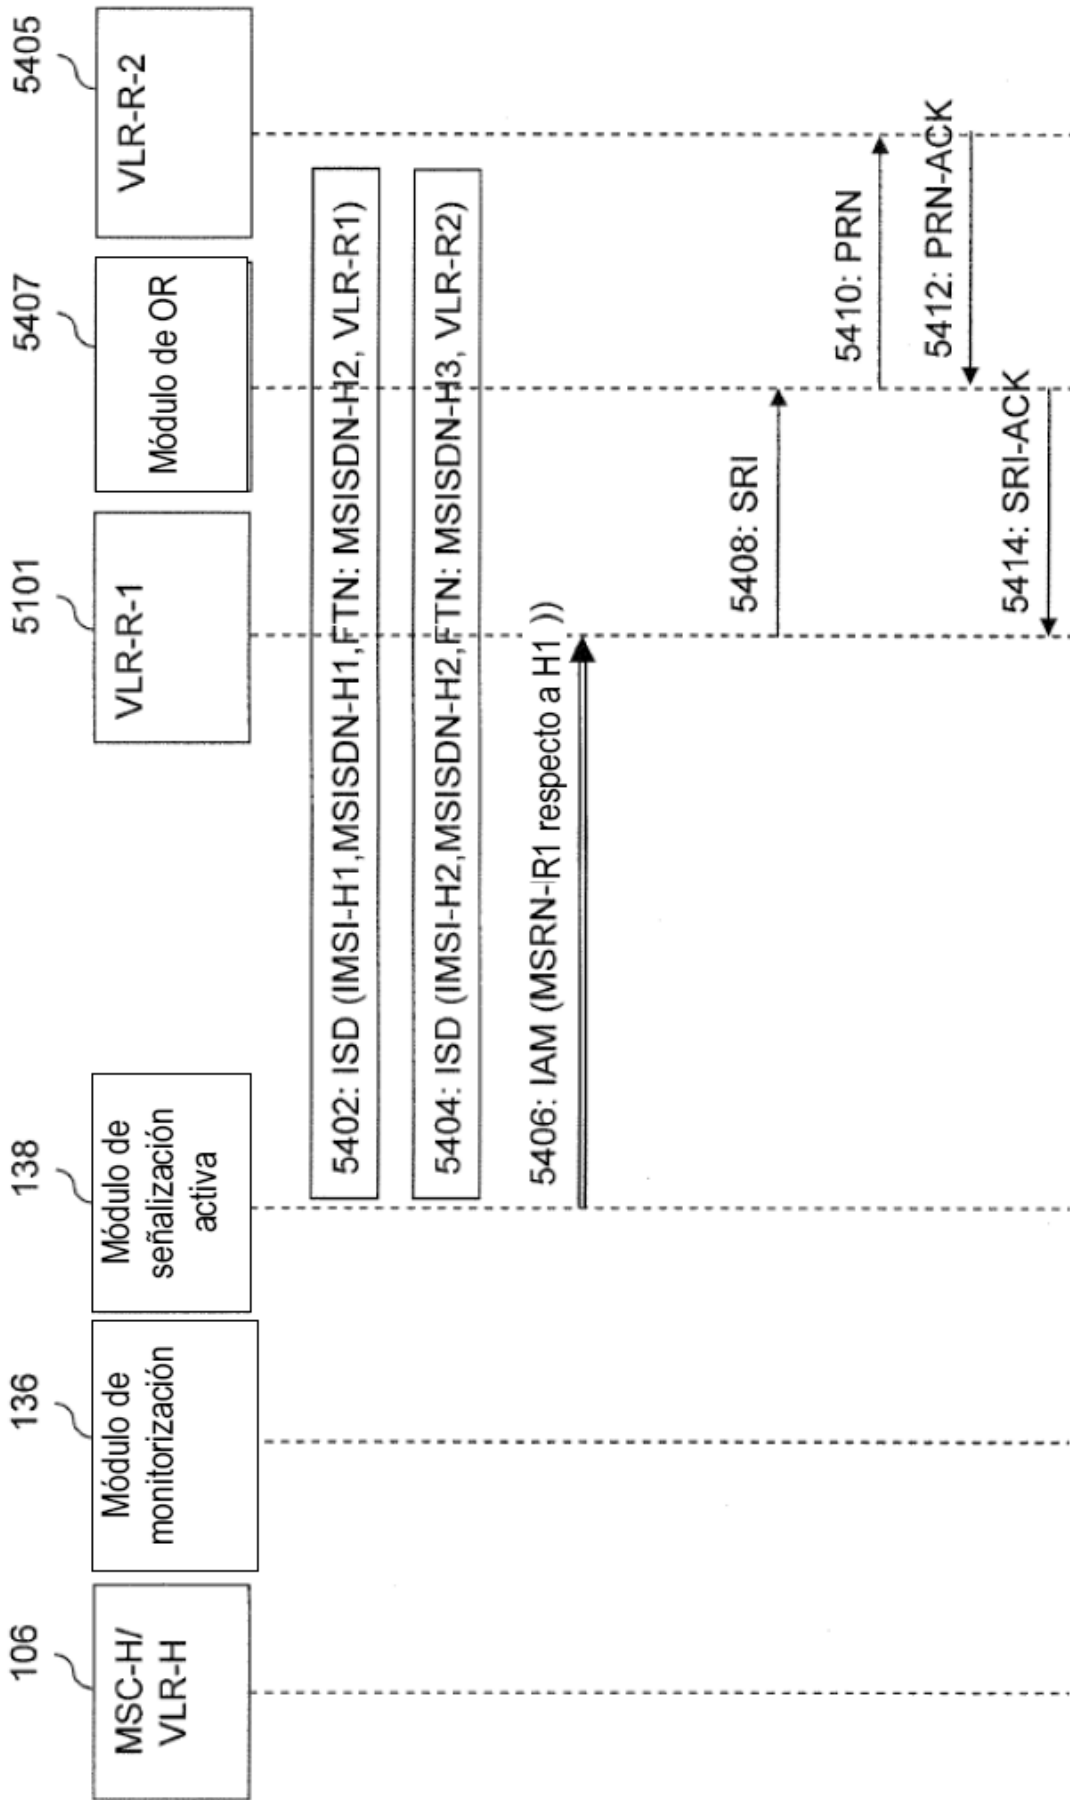 106
136
138
5101
5407
5405
MSC-H/
VLR-H
Módulo de
monitorización
Módulo de
señalización
activa
VLR-R-1
Módulo de OR
VLR-R-2
5402: ISD (IMSI-H1,MSISDN-H1,FTN: MSISDN-H2, VLR-R1)
5404: ISD (IMSI-H2,MSISDN-H2,FTN: MSISDN-H3, VLR-R2)
5406: IAM (MSRN-R1 respecto a H1 ))
5408: SRI
5410: PRN
5412: PRN-ACK
5414: SRI-ACK